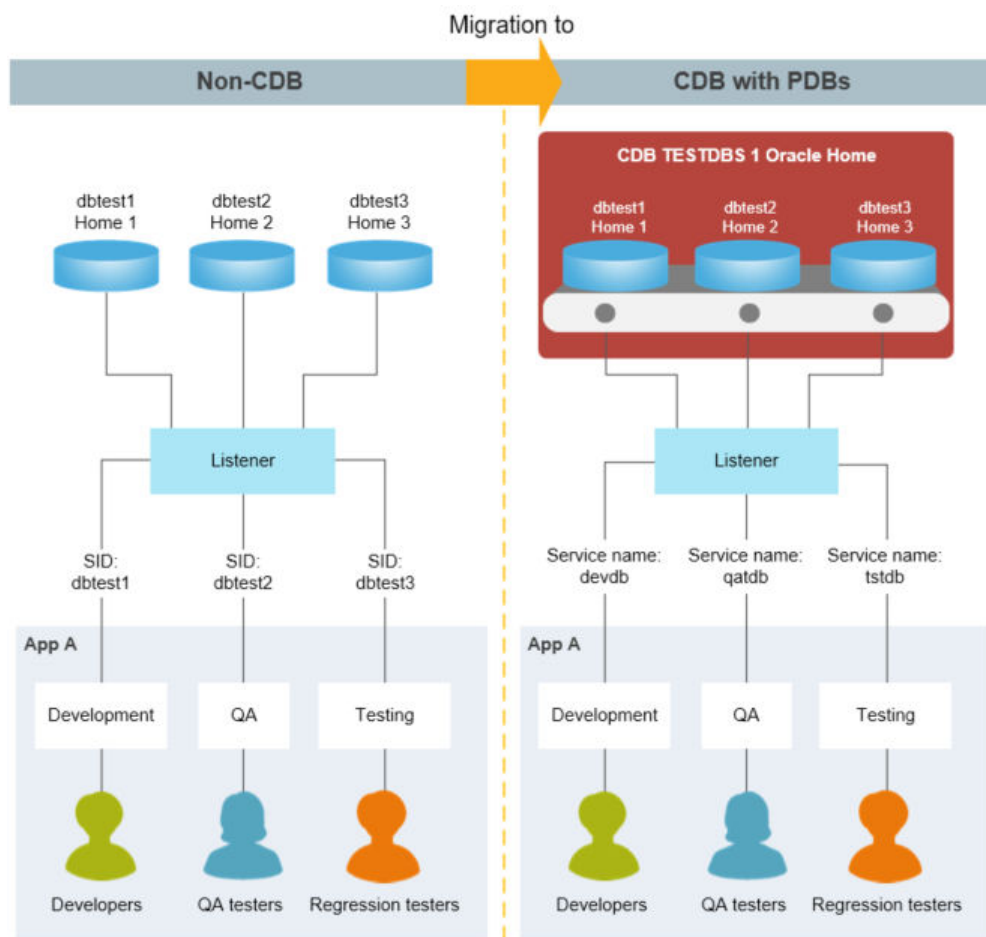 Migration to
Non-CDB
CDB with PDBs
dbtest1
Home 1
dbtest2
Home 2
dbtest3
Home 3
Listener
SID:
dbtest1
SID:
dbtest2
SID:
dbtest3
App A
Development
QA
Testing
Developers
QA testers
Regression testers
CDB TESTDBS 1 Oracle Home
dbtest1
Home 1
dbtest2
Home 2
dbtest3
Home 3
Listener
Service name:
devdb
Service name:
qatdb
Service name:
tstdb
App A
Development
QA
Testing
Developers
QA testers
Regression testers